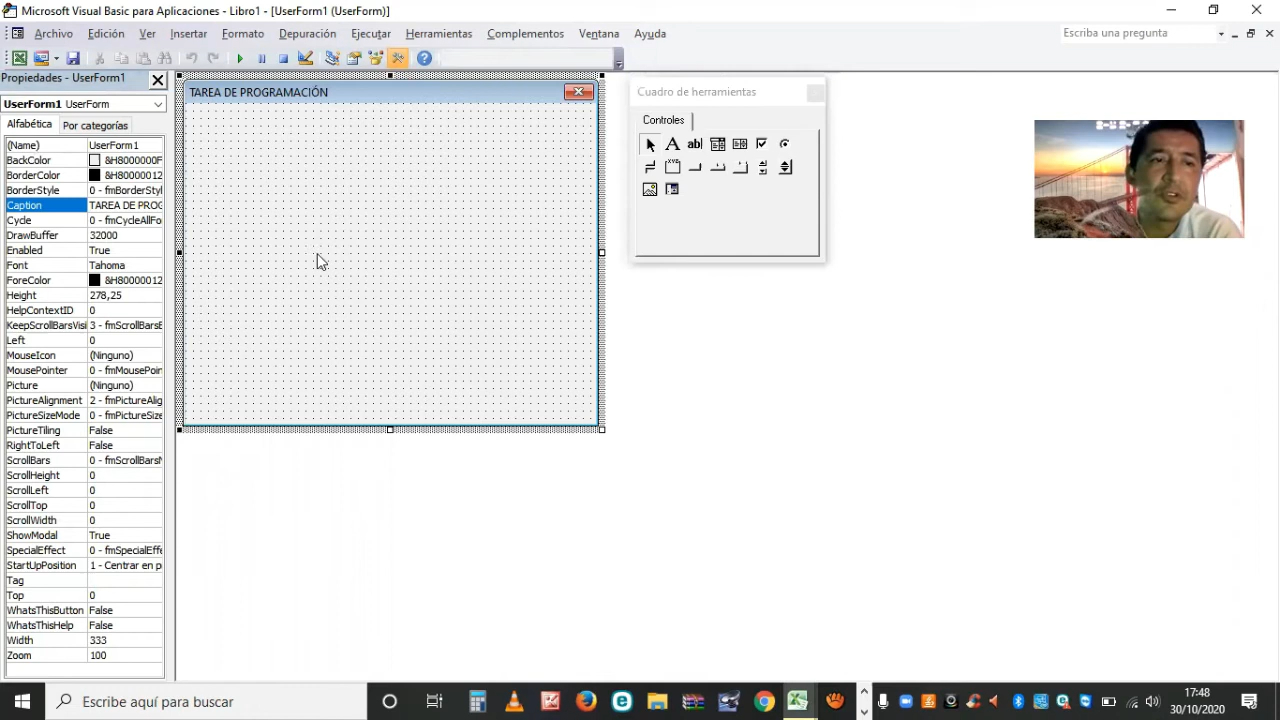 Microsoft Visual Basic para Aplicaciones - Libro1 - [UserForm1 (UserForm)]
Archivo Edición Ver Insertar Formato Depuración Ejecutar Herramientas Complementos Ventana Ayuda
Escriba una pregunta
Propiedades - UserForm1
UserForm1 UserForm
Alfabética Por categorías
(Name) UserForm1
BackColor &H8000000F
BorderColor &H80000012
BorderStyle 0 - fmBorderStyl
Caption TAREA DE PROG
Cycle 0 - fmCycleAllFo
DrawBuffer 32000
Enabled True
Font Tahoma
ForeColor &H80000012
Height 278,25
HelpContextID 0
KeepScrollBarsVisi 3 - fmScrollBarsE
Left 0
MouseIcon (Ninguno)
MousePointer 0 - fmMousePoin
Picture (Ninguno)
PictureAlignment 2 - fmPictureAlig
PictureSizeMode 0 - fmPictureSize
PictureTiling False
RightToLeft False
ScrollBars 0 - fmScrollBarsN
ScrollHeight 0
ScrollLeft 0
ScrollTop 0
ScrollWidth 0
ShowModal True
SpecialEffect 0 - fmSpecialEffe
StartUpPosition 1 - Centrar en p
Tag
Top 0
WhatsThisButton False
WhatsThisHelp False
Width 333
Zoom 100
TAREA DE PROGRAMACIÓN
Cuadro de herramientas
Controles
A ab| XYZ
Escribe aquí para buscar
17:48
30/10/2020